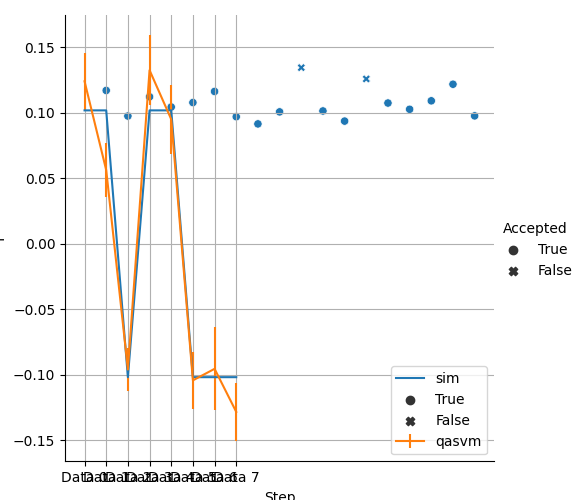 0.15
0.10
0.05
0.00
−0.05
−0.10
−0.15
Accepted
True
False
sim
True
False
qasvm
Data 7
Step